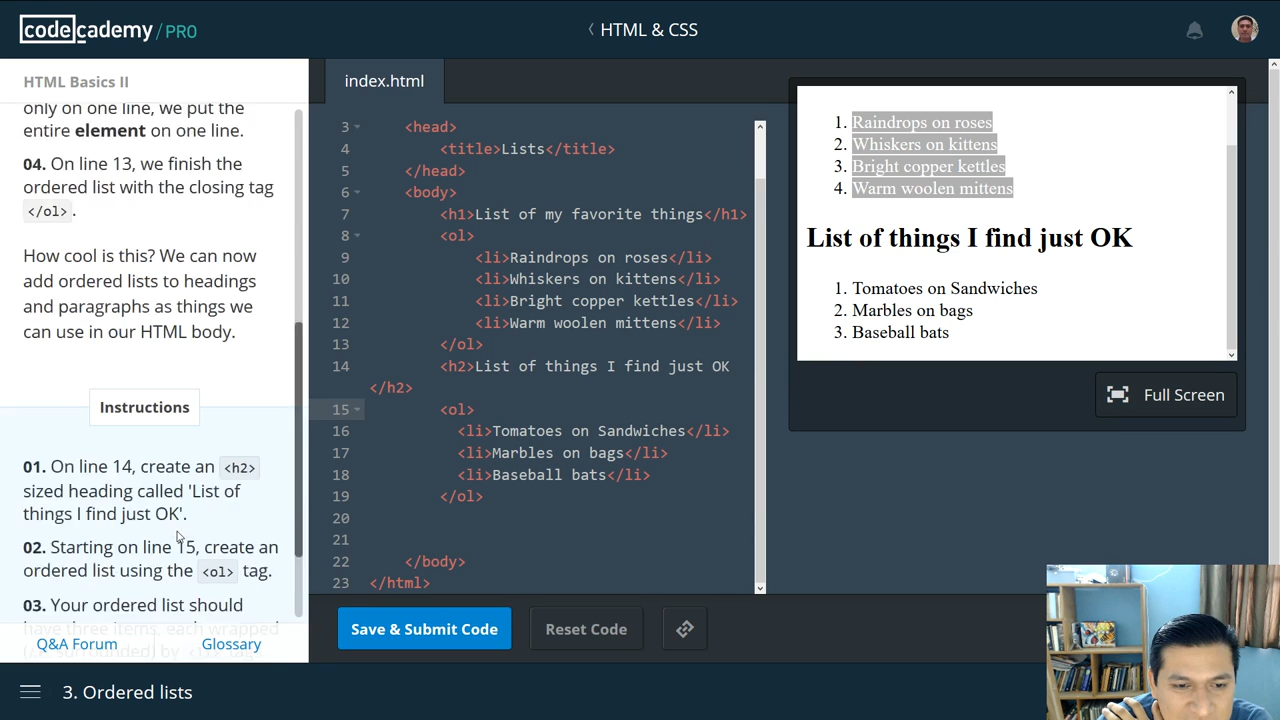 codecademy / PRO
HTML & CSS
HTML Basics II
only on one line, we put the
entire element on one line.
04. On line 13, we finish the
ordered list with the closing tag
</ol> .
How cool is this? We can now
add ordered lists to headings
and paragraphs as things we
can use in our HTML body.
Instructions
01. On line 14, create an <h2>
sized heading called 'List of
things I find just OK'.
02. Starting on line 15, create an
ordered list using the <ol> tag.
03. Your ordered list should
have three items, each wrapped
(/or surrounded) by <li> tags.
Q&A Forum
Glossary
3. Ordered lists
index.html
3 <head>
4 <title>Lists</title>
5 </head>
6 <body>
7 <h1>List of my favorite things</h1>
8 <ol>
9 <li>Raindrops on roses</li>
10 <li>Whiskers on kittens</li>
11 <li>Bright copper kettles</li>
12 <li>Warm woolen mittens</li>
13 </ol>
14 <h2>List of things I find just OK
</h2>
15 <ol>
16 <li>Tomatoes on Sandwiches</li>
17 <li>Marbles on bags</li>
18 <li>Baseball bats</li>
19 </ol>
20
21
22 </body>
23 </html>
Save & Submit Code
Reset Code
1. Raindrops on roses
2. Whiskers on kittens
3. Bright copper kettles
4. Warm woolen mittens
List of things I find just OK
1. Tomatoes on Sandwiches
2. Marbles on bags
3. Baseball bats
Full Screen